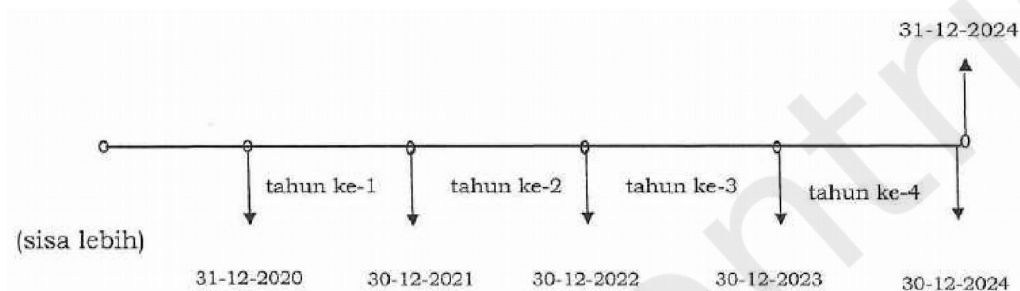 31-12-2024
tahun ke-1 tahun ke-2 tahun ke-3 tahun ke-4
(sisa lebih)
31-12-2020 30-12-2021 30-12-2022 30-12-2023 30-12-2024